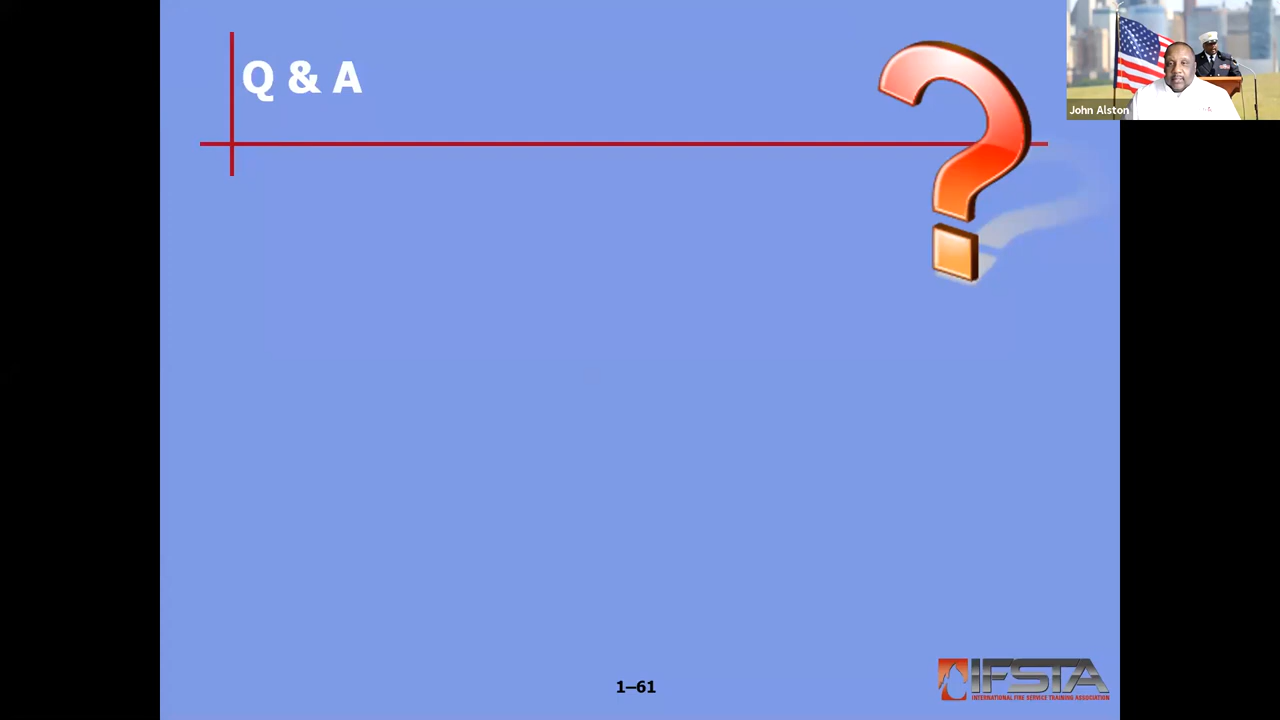 Q & A
John Alston
1–61
IFSTA
INTERNATIONAL FIRE SERVICE TRAINING ASSOCIATION